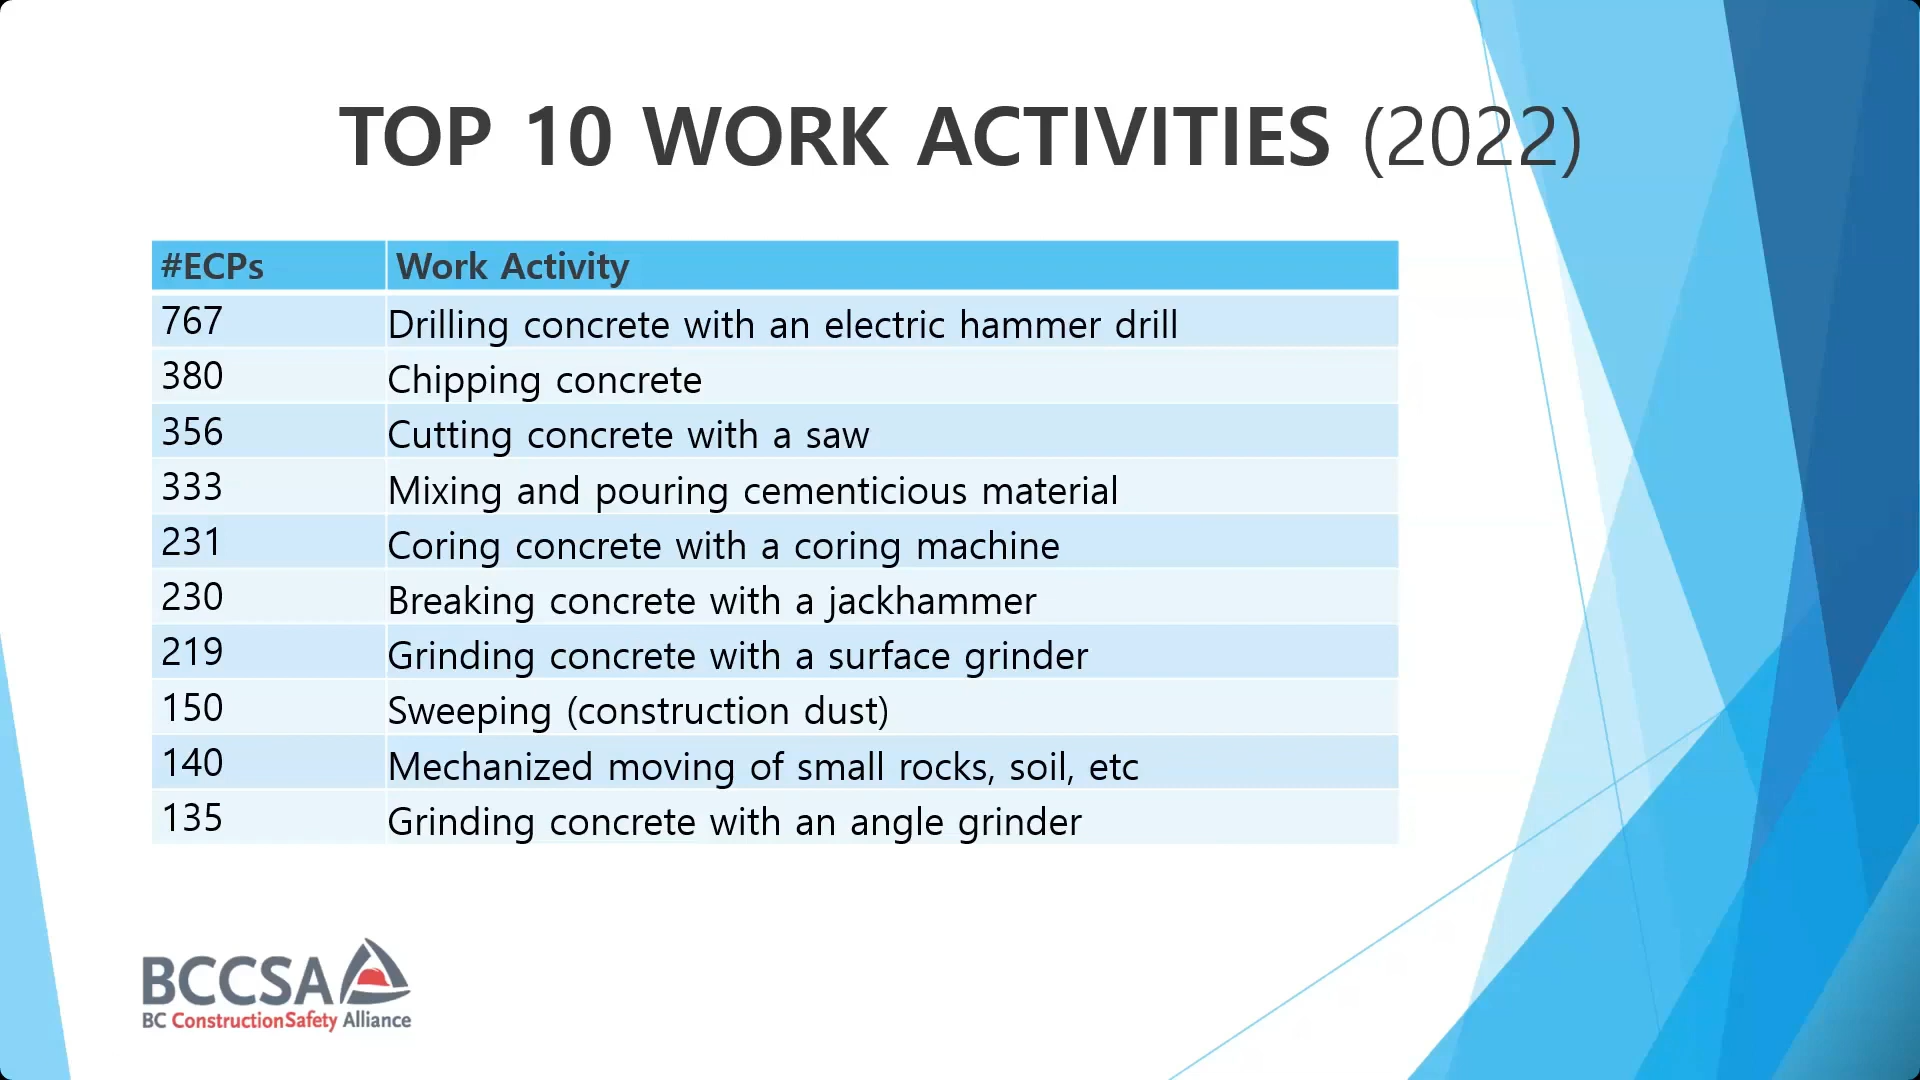 TOP 10 WORK ACTIVITIES (2022)
#ECPs Work Activity
767 Drilling concrete with an electric hammer drill
380 Chipping concrete
356 Cutting concrete with a saw
333 Mixing and pouring cementicious material
231 Coring concrete with a coring machine
230 Breaking concrete with a jackhammer
219 Grinding concrete with a surface grinder
150 Sweeping (construction dust)
140 Mechanized moving of small rocks, soil, etc
135 Grinding concrete with an angle grinder
BCCSA
BC ConstructionSafety Alliance